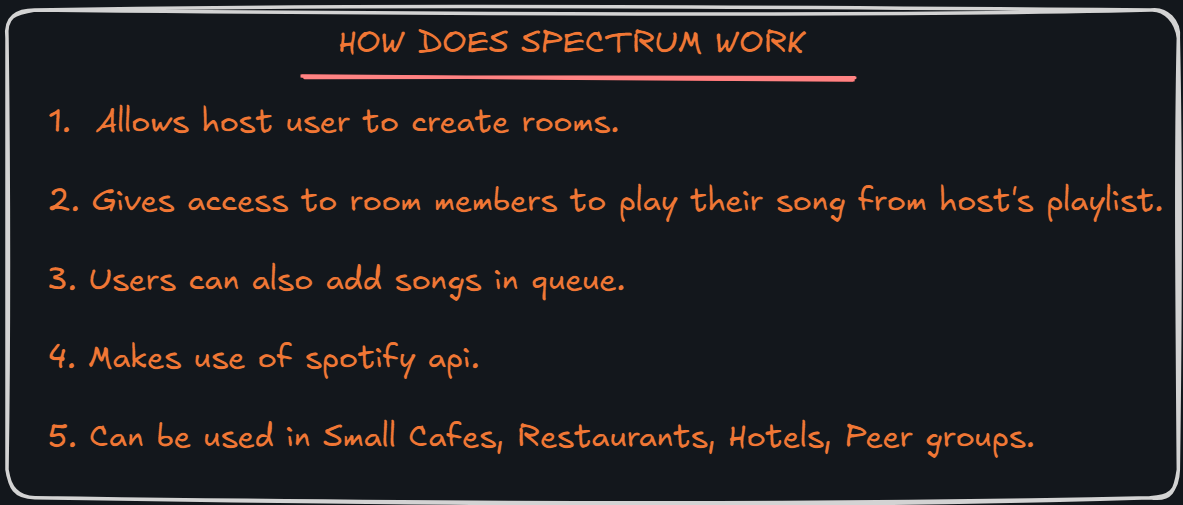 HOW DOES SPECTRUM WORK
1. Allows host user to create rooms.
2. Gives access to room members to play their song from host's playlist.
3. Users can also add songs in queue.
4. Makes use of spotify api.
5. Can be used in Small Cafes, Restaurants, Hotels, Peer groups.